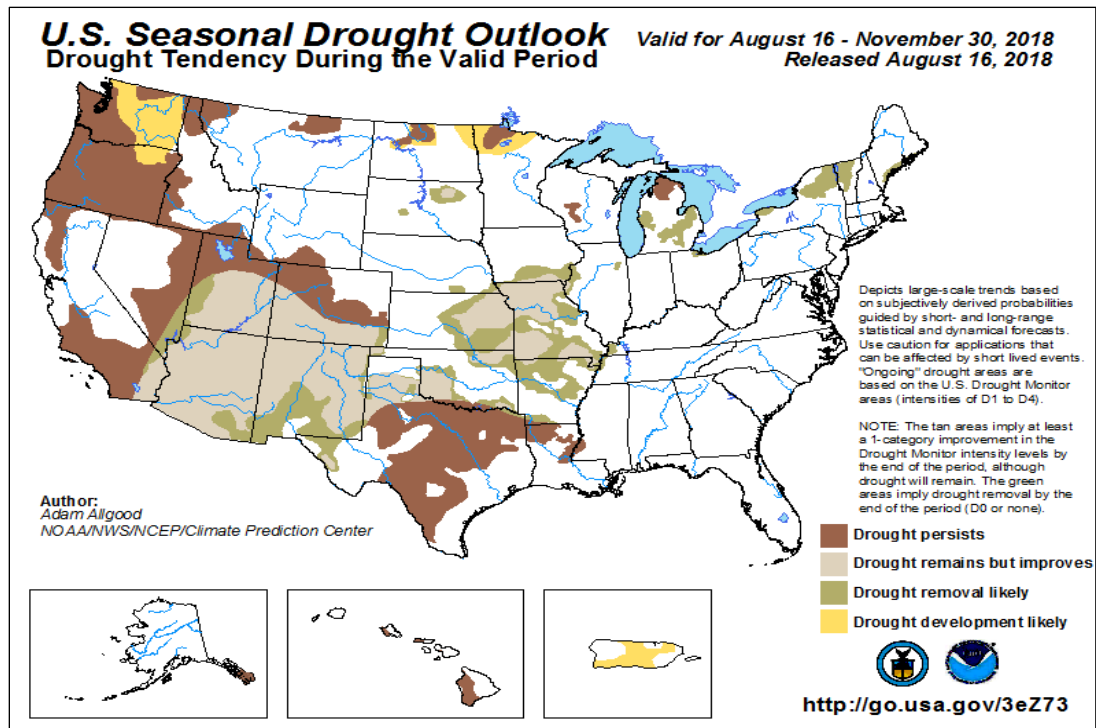 U.S. Seasonal Drought Outlook
Drought Tendency During the Valid Period
Valid for August 16 - November 30, 2018
Released August 16, 2018
Depicts large-scale trends based
on subjectively derived probabilities
guided by short- and long-range
statistical and dynamical forecasts.
Use caution for applications that
can be affected by short lived events.
"Ongoing" drought areas are
based on the U.S. Drought Monitor
areas (intensities of D1 to D4).
NOTE: The tan areas imply at least
a 1-category improvement in the
Drought Monitor intensity levels by
the end of the period, although
drought will remain. The green
areas imply drought removal by the
end of the period (D0 or none).
Author:
Adam Allgood
NOAA/NWS/NCEP/Climate Prediction Center
Drought persists
Drought remains but improves
Drought removal likely
Drought development likely
http://go.usa.gov/3eZ73